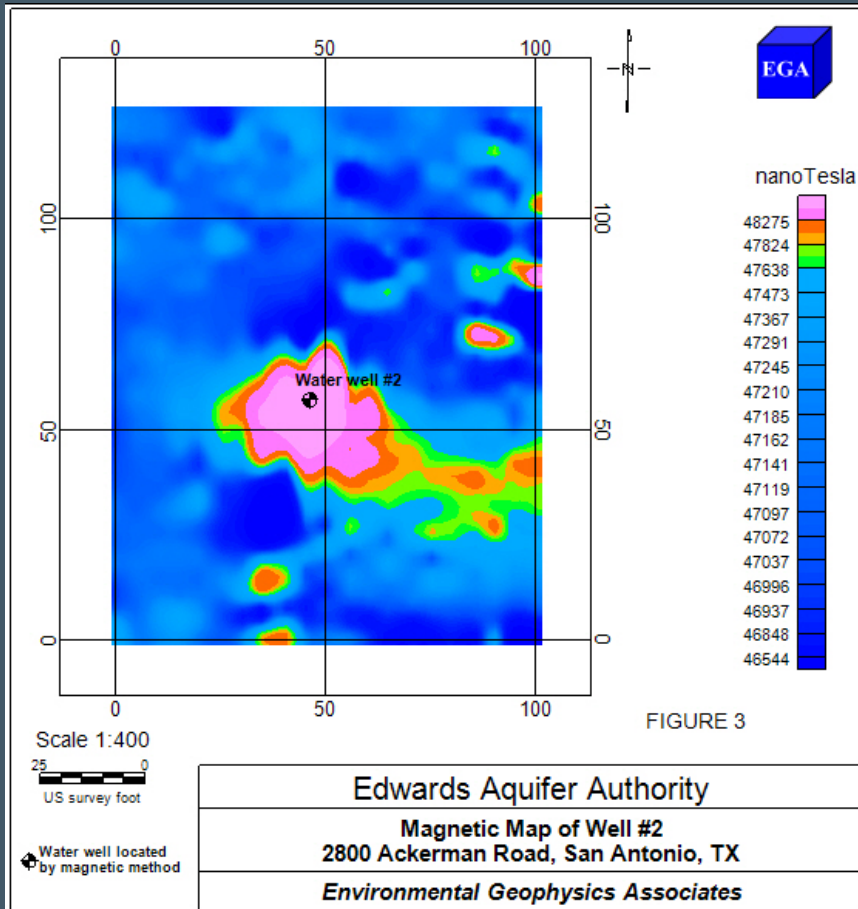 0 50 100
N
EGA
nanoTesla
48275
47824
47638
47473
47367
47291
47245
47210
47185
47162
47141
47119
47097
47072
47037
46996
46937
46848
46544
100 100
Water well #2
50 50
0 0
0 50 100
FIGURE 3
Scale 1:400
25 0
US survey foot
Water well located
by magnetic method
Edwards Aquifer Authority
Magnetic Map of Well #2
2800 Ackerman Road, San Antonio, TX
Environmental Geophysics Associates